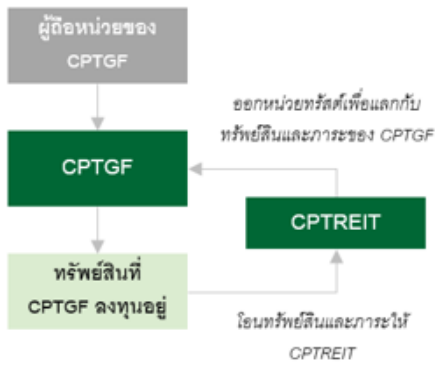 ผู้ถือหน่วยของ
CPTGF
ออกหน่วยทรัสต์เพื่อแลกกับ
ทรัพย์สินและภาระของ CPTGF
CPTGF
CPTREIT
ทรัพย์สินที่
CPTGF ลงทุนอยู่
โอนทรัพย์สินและภาระให้
CPTREIT